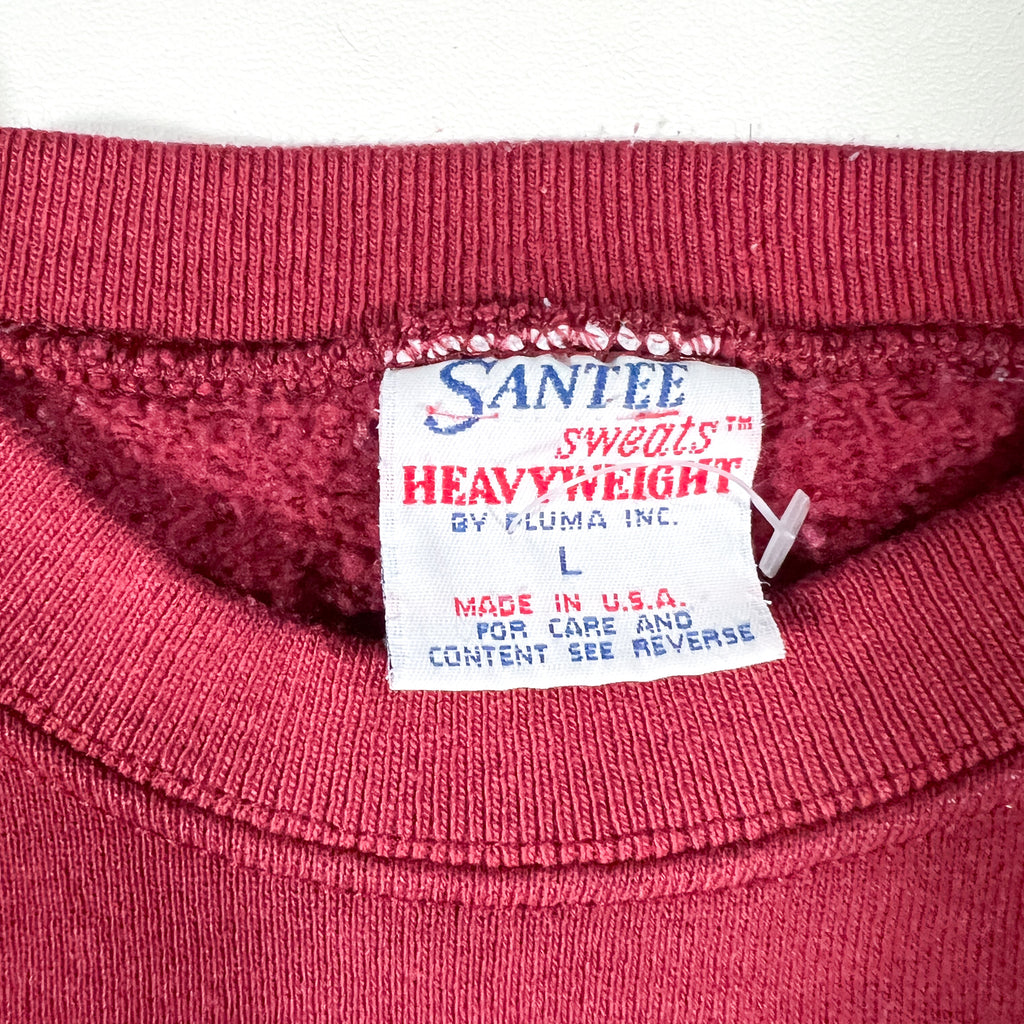 SANTEE
sweats™
HEAVYWEIGHT
BY PLUMA INC.
L
MADE IN U.S.A.
FOR CARE AND
CONTENT SEE REVERSE